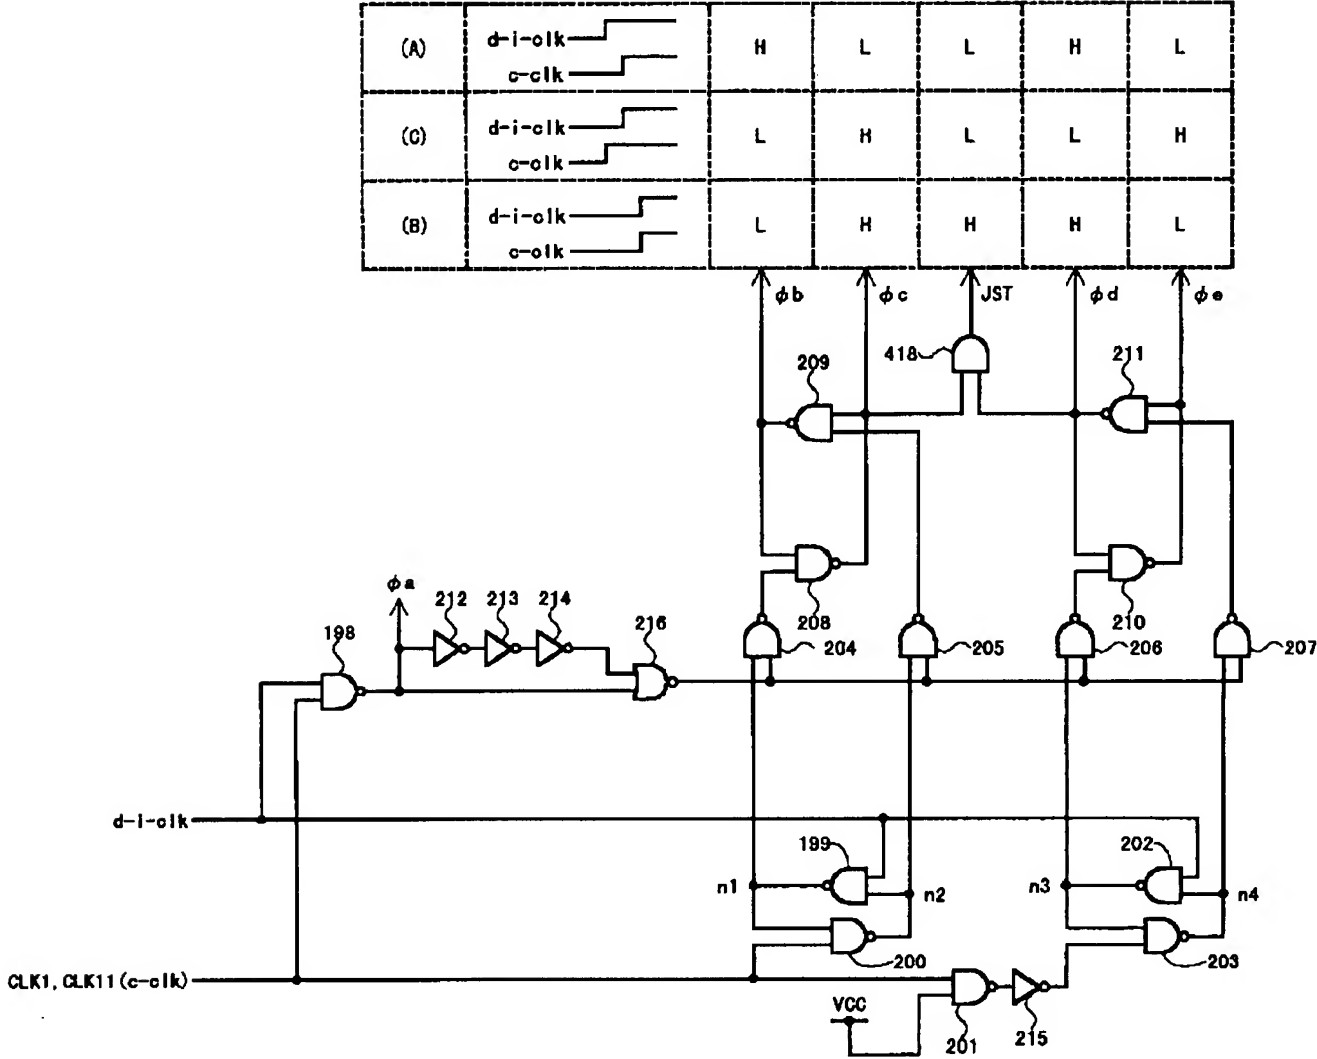 (A) d-i-clk H L L H L
c-clk
(C) d-i-clk L H L L H
c-clk
(B) d-i-clk L H H H L
c-clk
φb φc JST φd φe
418
209 211
φa
212 213 214 216
198
208 210
204 205 206 207
d-i-clk
199 202
n1 n2 n3 n4
200 203
CLK1, CLK11(c-clk)
VCC
201 215